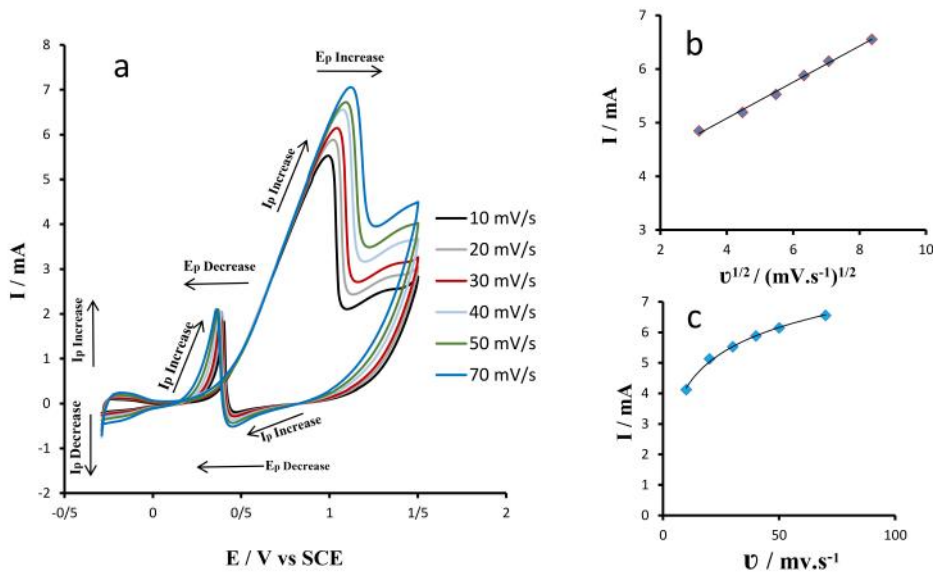 a
Ep Increase
Ip Increase
Ep Decrease
Ip Increase
Ip Increase
Ip Decrease
Ip Increase
Ep Decrease
I / mA
8
7
6
5
4
3
2
1
0
-1
-2
-0/5
0
0/5
1
1/5
2
E / V vs SCE
10 mV/s
20 mV/s
30 mV/s
40 mV/s
50 mV/s
70 mV/s
b
I / mA
7
6
5
4
3
2
4
6
8
10
υ1/2 / (mV.s-1)1/2
c
I / mA
7
6
5
4
3
2
1
0
0
50
100
υ / mv.s-1